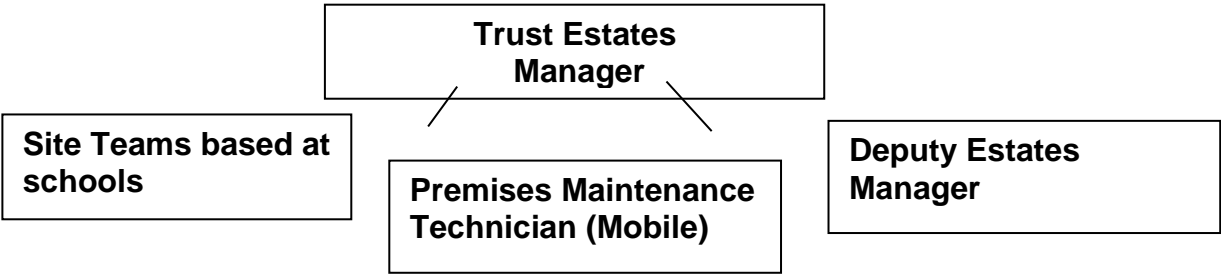 Trust Estates
Manager
Site Teams based at
schools
Premises Maintenance
Technician (Mobile)
Deputy Estates
Manager